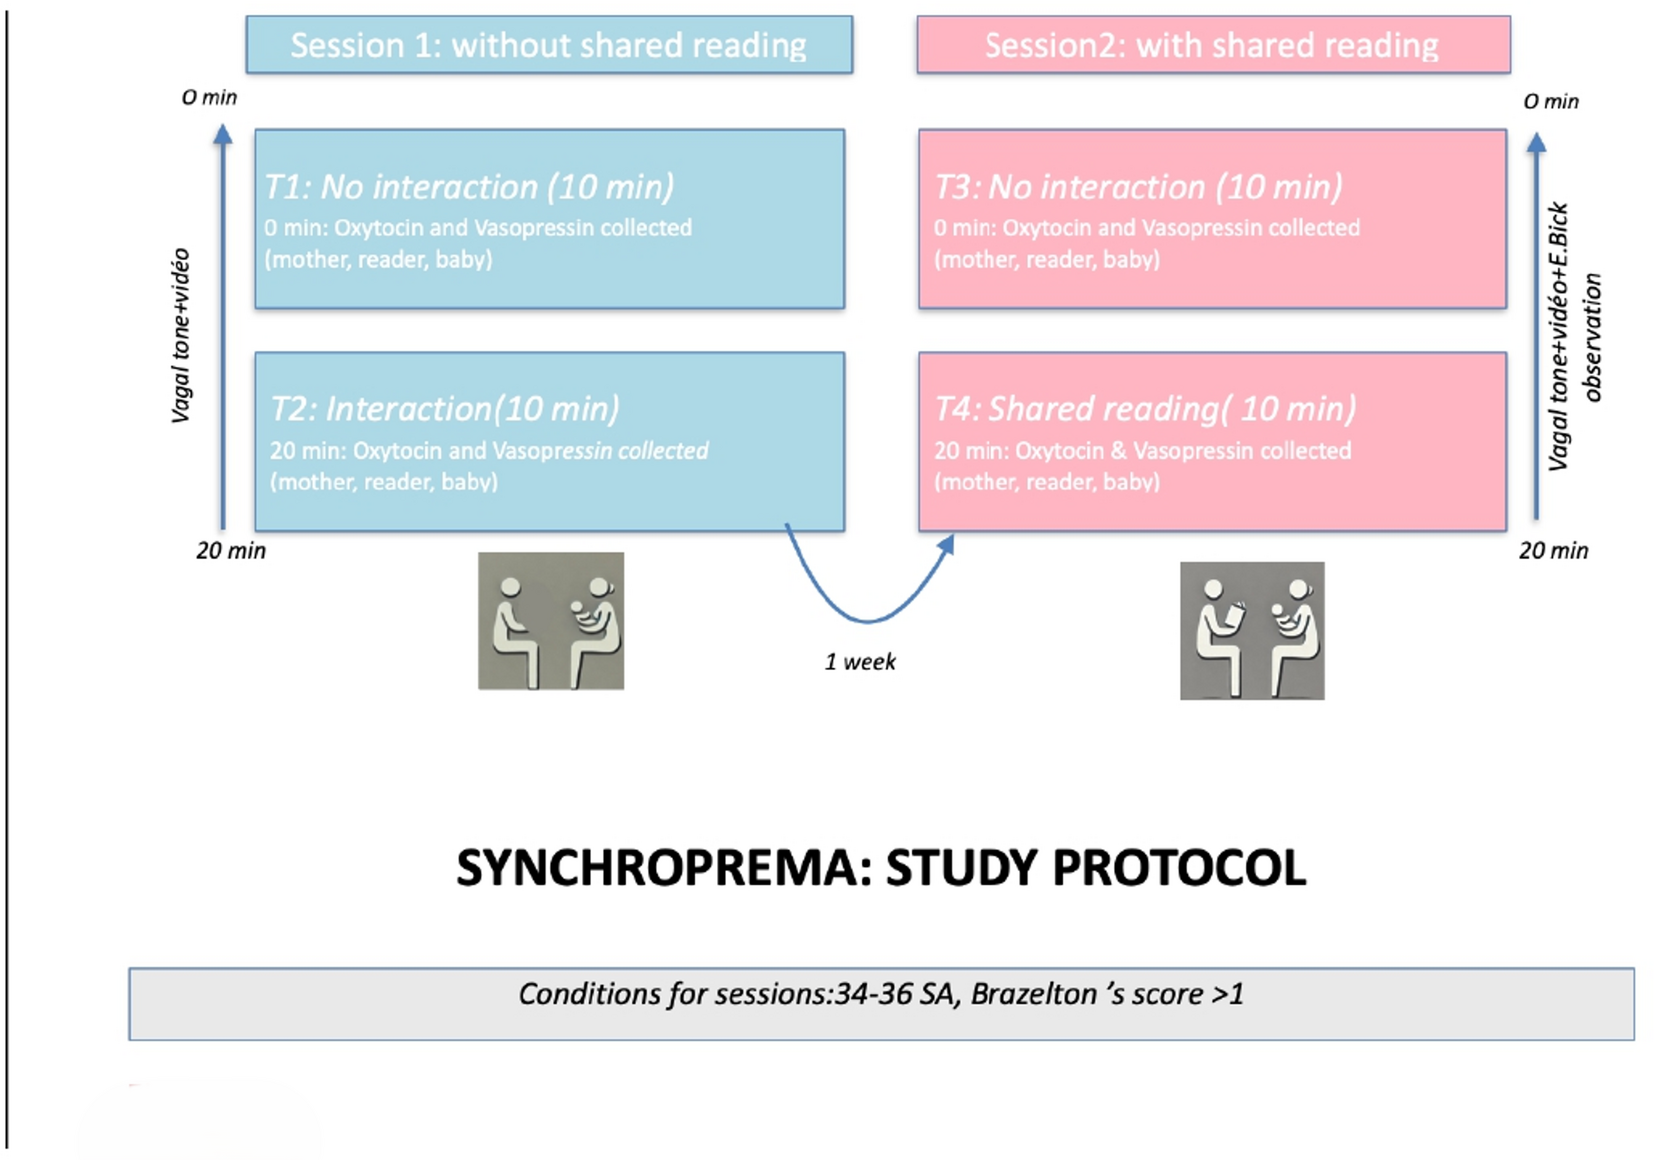 Session 1: without shared reading
Session2: with shared reading
O min
O min
T1: No interaction (10 min)
0 min: Oxytocin and Vasopressin collected
(mother, reader, baby)
T3: No interaction (10 min)
0 min: Oxytocin and Vasopressin collected
(mother, reader, baby)
Vagal tone+vidéo
Vagal tone+vidéo+E.Bick
observation
T2: Interaction(10 min)
20 min: Oxytocin and Vasopressin collected
(mother, reader, baby)
T4: Shared reading( 10 min)
20 min: Oxytocin & Vasopressin collected
(mother, reader, baby)
20 min
20 min
1 week
SYNCHROPREMA: STUDY PROTOCOL
Conditions for sessions:34-36 SA, Brazelton ’s score >1